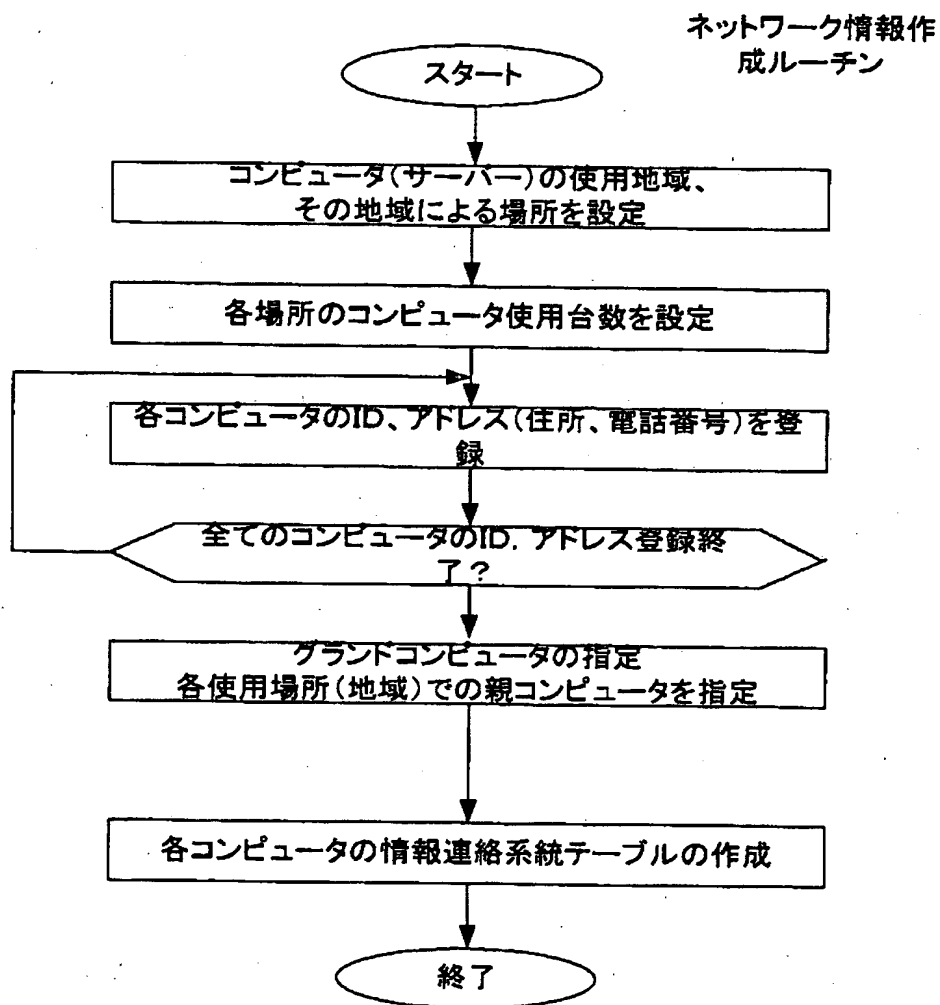 ネットワーク情報作
成ルーチン
スタート
コンピュータ(サーバー)の使用地域、
その地域による場所を設定
各場所のコンピュータ使用台数を設定
各コンピュータのID、アドレス(住所、電話番号)を登
録
全てのコンピュータのID, アドレス登録終
了?
グランドコンピュータの指定
各使用場所(地域)での親コンピュータを指定
各コンピュータの情報連絡系統テーブルの作成
終了